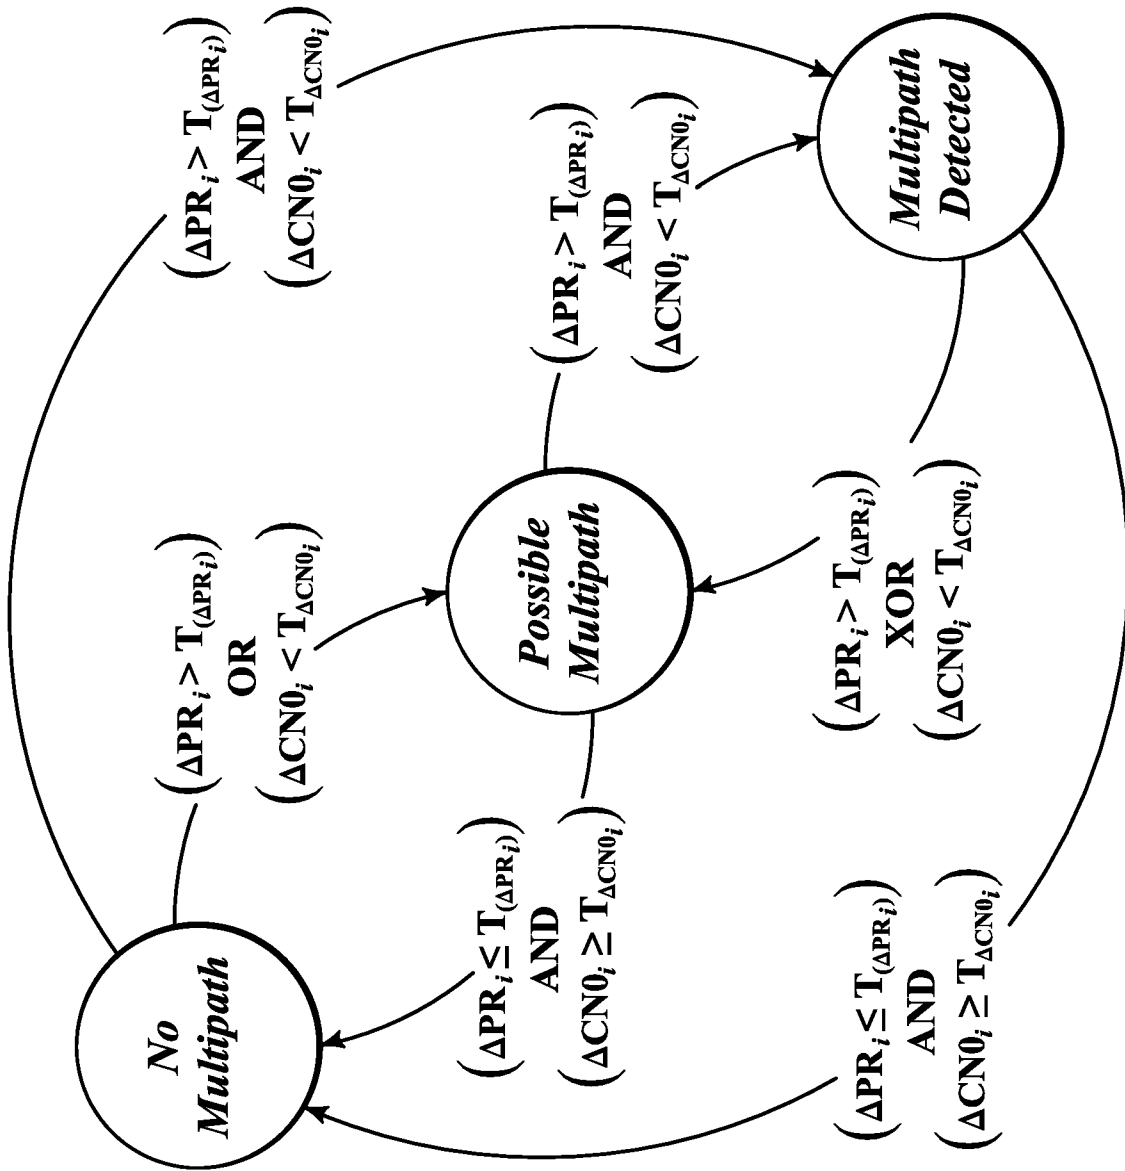 No
Multipath
(ΔPR_i > T_(ΔPR_i))
OR
(ΔCN0_i < T_ΔCN0_i)
(ΔPR_i > T_(ΔPR_i))
AND
(ΔCN0_i < T_ΔCN0_i)
(ΔPR_i ≤ T_(ΔPR_i))
AND
(ΔCN0_i ≥ T_ΔCN0_i)
Possible
Multipath
(ΔPR_i > T_(ΔPR_i))
AND
(ΔCN0_i < T_ΔCN0_i)
(ΔPR_i ≤ T_(ΔPR_i))
AND
(ΔCN0_i ≥ T_ΔCN0_i)
(ΔPR_i > T_(ΔPR_i))
XOR
(ΔCN0_i < T_ΔCN0_i)
Multipath
Detected